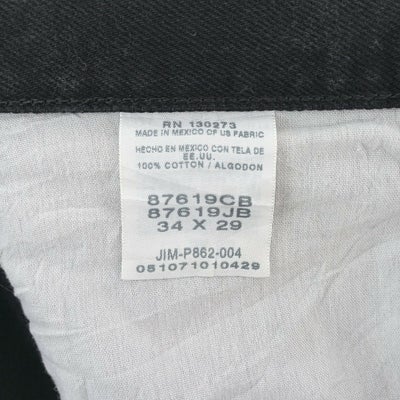 RN 130273
MADE IN MEXICO OF US FABRIC
HECHO EN MEXICO CON TELA DE
EE.UU.
100% COTTON / ALGODON
87619CB
87619JB
34 X 29
JIM-P862-004
081071010429